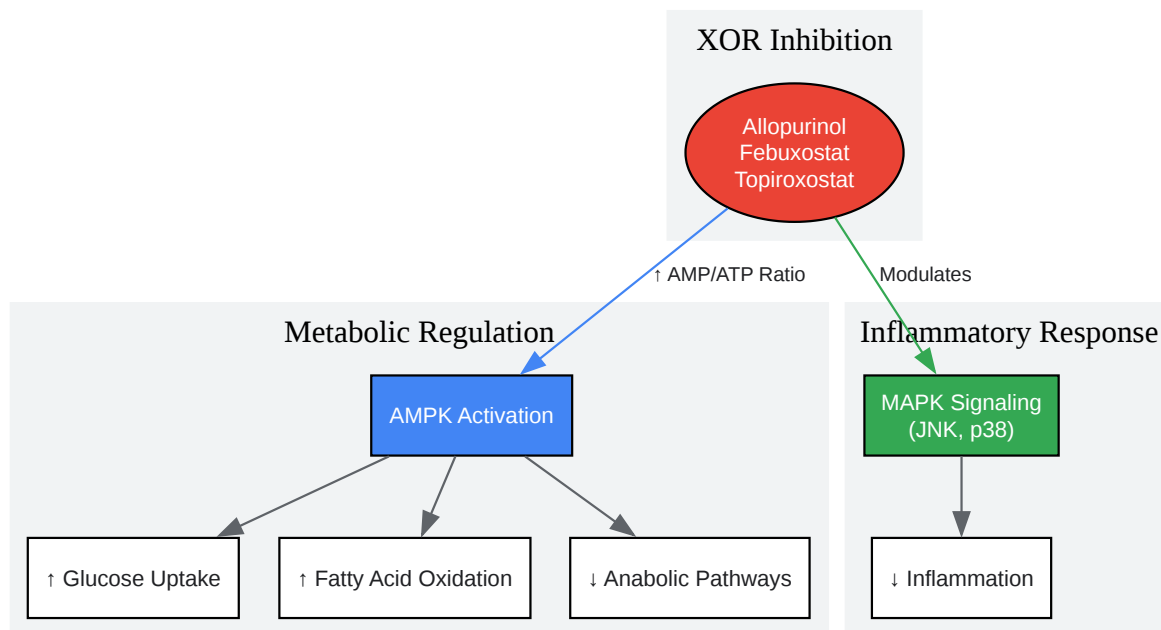 XOR Inhibition
Allopurinol
Febuxostat
Topiroxostat
↑ AMP/ATP Ratio
Modulates
Metabolic Regulation
Inflammatory Response
AMPK Activation
MAPK Signaling
(JNK, p38)
↑ Glucose Uptake
↑ Fatty Acid Oxidation
↓ Anabolic Pathways
↓ Inflammation